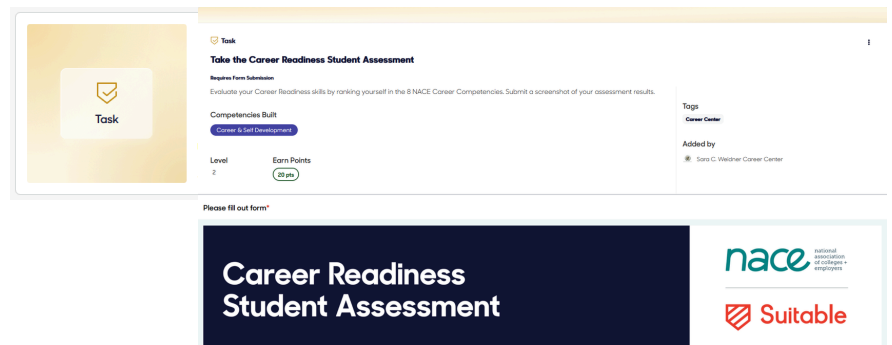 Task
Task
Take the Career Readiness Student Assessment
Requires Form Submission
Evaluate your Career Readiness skills by ranking yourself in the 8 NACE Career Competencies. Submit a screenshot of your assessment results.
Competencies Built
Career & Self Development
Level
2
Earn Points
20 pts
Tags
Career Center
Added by
Sara C. Weidner Career Center
Please fill out form*
Career Readiness
Student Assessment
nace
national
association
of colleges +
employers
Suitable